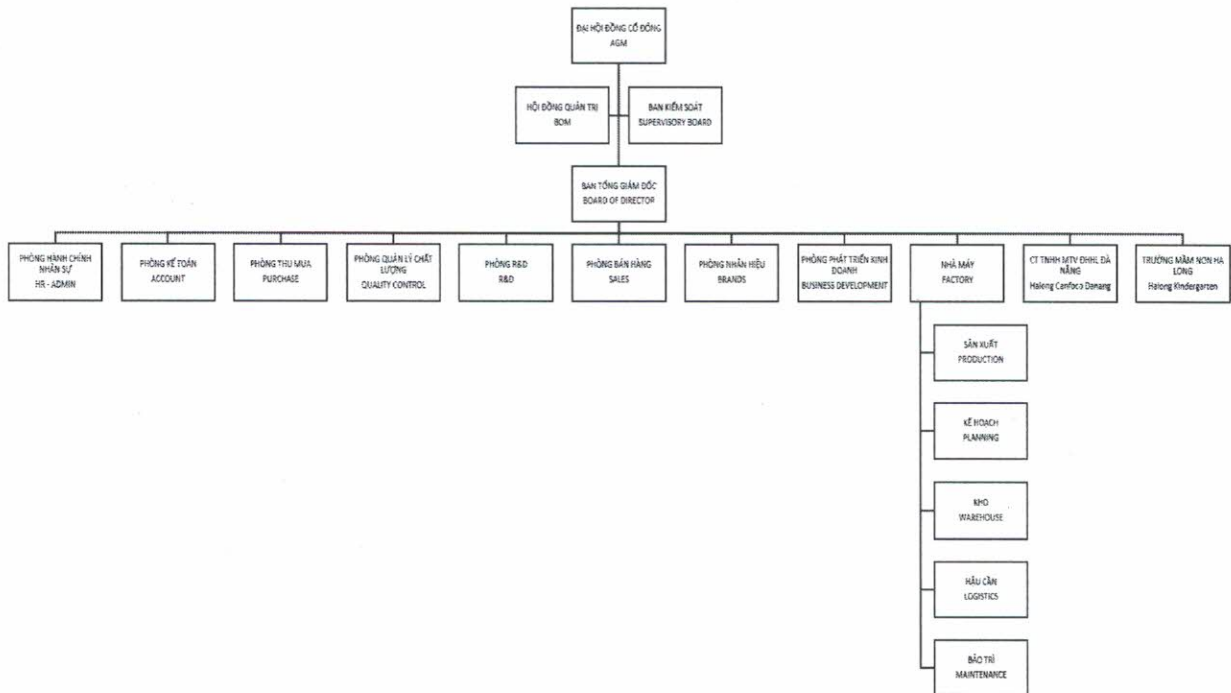 ĐẠI HỘI ĐỒNG CỔ ĐÔNG
AGM
HỘI ĐỒNG QUẢN TRỊ
BOM
BAN KIỂM SOÁT
SUPERVISORY BOARD
BAN TỔNG GIÁM ĐỐC
BOARD OF DIRECTOR
PHÒNG HÀNH CHÍNH
NHÂN SỰ
HR - ADMIN
PHÒNG KẾ TOÁN
ACCOUNT
PHÒNG THU MUA
PURCHASE
PHÒNG QUẢN LÝ CHẤT
LƯỢNG
QUALITY CONTROL
PHÒNG R&D
R&D
PHÒNG BÁN HÀNG
SALES
PHÒNG NHÃN HIỆU
BRANDS
PHÒNG PHÁT TRIỂN KINH
DOANH
BUSINESS DEVELOPMENT
NHÀ MÁY
FACTORY
CT TNHH MTV ĐHHL ĐÀ
NẴNG
Halong Canfoco Danang
TRƯỜNG MẦM NON HẠ
LONG
Halong Kindergarten
SẢN XUẤT
PRODUCTION
KẾ HOẠCH
PLANNING
KHO
WAREHOUSE
HẬU CẦN
LOGISTICS
BẢO TRÌ
MAINTENANCE